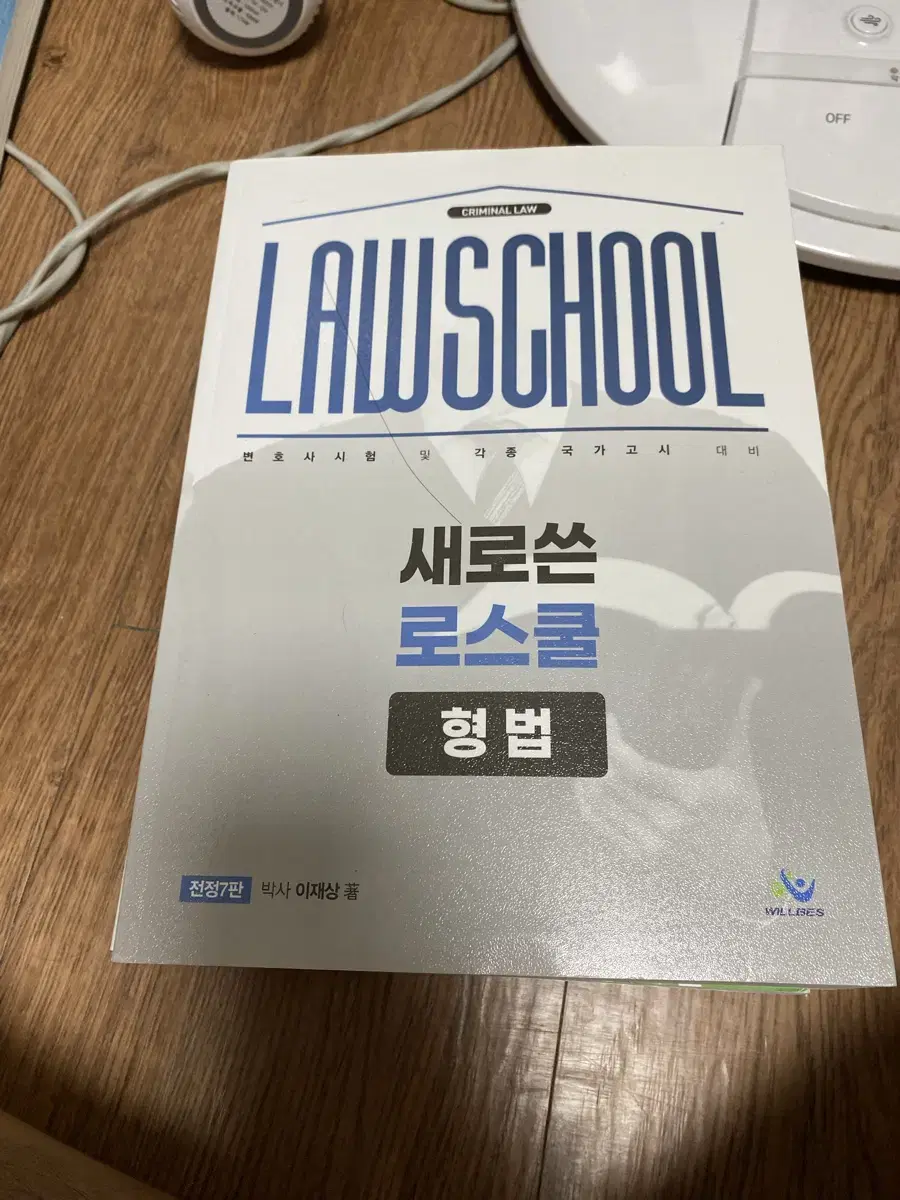 OFF
CRIMINAL LAW
LAWSCHOOL
변호사시험 및 각종 국가고시 대비
새로쓴
로스쿨
형법
전정7판 박사 이재상 著
WILLBES